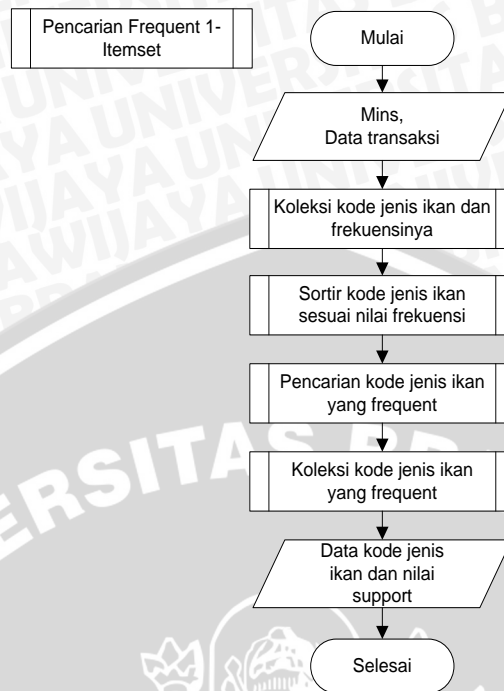 Pencarian Frequent 1-
Itemset
Mulai
Mins,
Data transaksi
Koleksi kode jenis ikan dan
frekuensinya
Sortir kode jenis ikan
sesuai nilai frekuensi
Pencarian kode jenis ikan
yang frequent
Koleksi kode jenis ikan
yang frequent
Data kode jenis
ikan dan nilai
support
Selesai
ERSITAS BRA